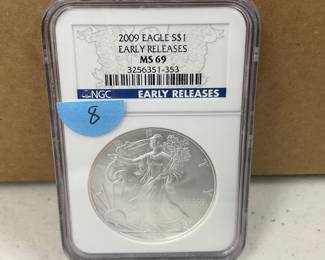 2009 EAGLE S$1
EARLY RELEASES
MS 69
3256351-353
NGC EARLY RELEASES
8